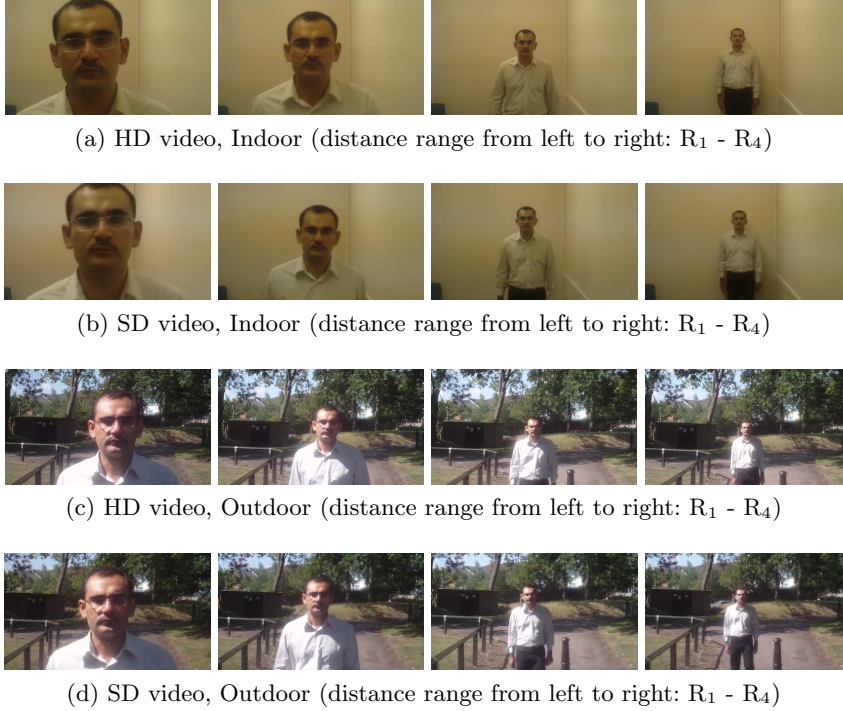 (a) HD video, Indoor (distance range from left to right: R₁ - R₄)
(b) SD video, Indoor (distance range from left to right: R₁ - R₄)
(c) HD video, Outdoor (distance range from left to right: R₁ - R₄)
(d) SD video, Outdoor (distance range from left to right: R₁ - R₄)